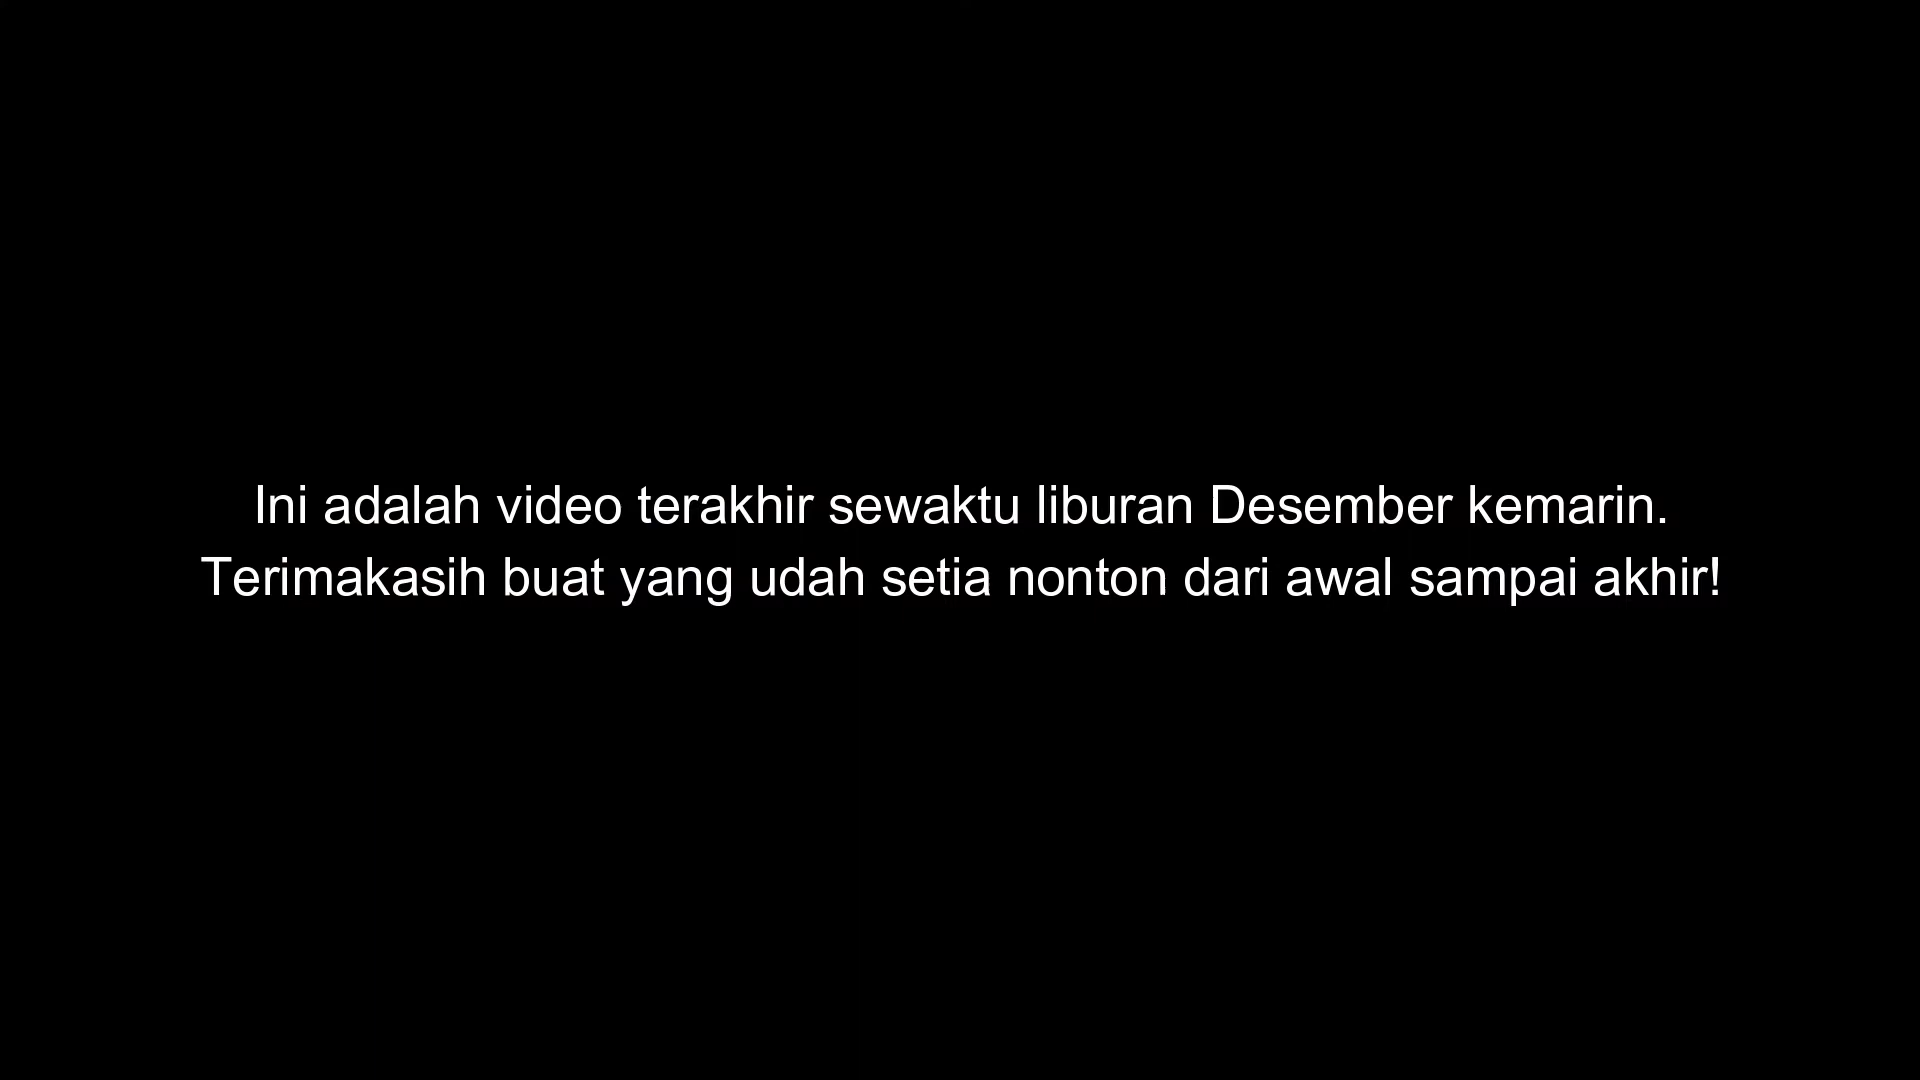 Ini adalah video terakhir sewaktu liburan Desember kemarin.
Terimakasih buat yang udah setia nonton dari awal sampai akhir!